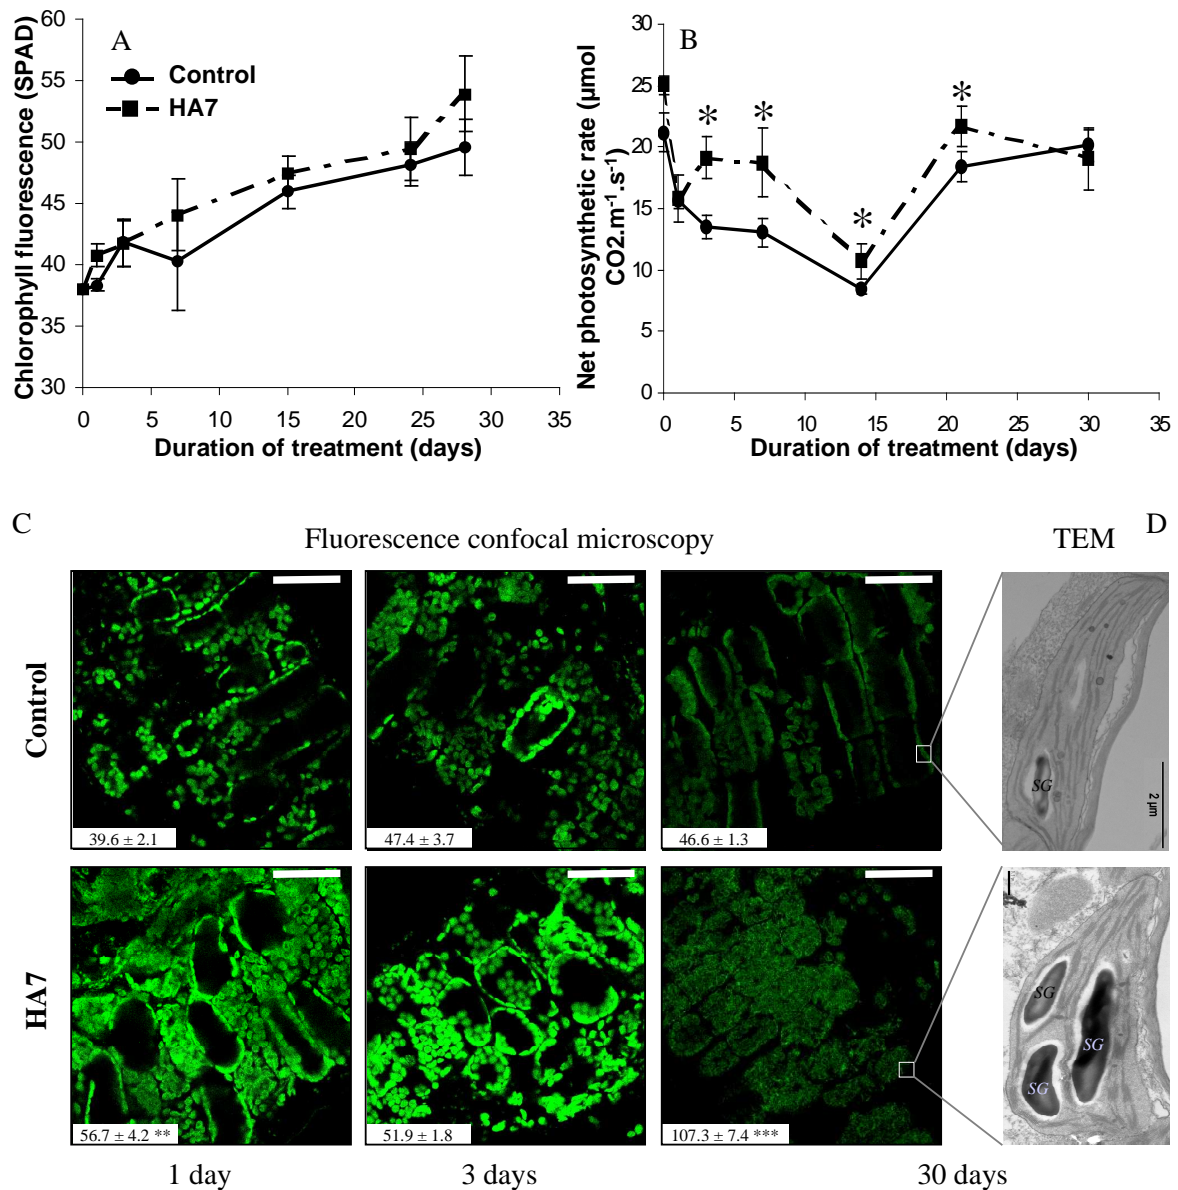 A
Control
HA7
Chlorophyll fluorescence (SPAD)
60
55
50
45
40
35
30
0 5 10 15 20 25 30 35
Duration of treatment (days)
B
Net photosynthetic rate (µmol
CO2.m-1.s-1)
30
25
20
15
10
5
0
* * * *
0 5 10 15 20 25 30 35
Duration of treatment (days)
C
Fluorescence confocal microscopy
TEM
D
Control
39.6 ± 2.1
47.4 ± 3.7
46.6 ± 1.3
SG
2 µm
HA7
56.7 ± 4.2 **
51.9 ± 1.8
107.3 ± 7.4 ***
SG
SG
SG
1 day
3 days
30 days